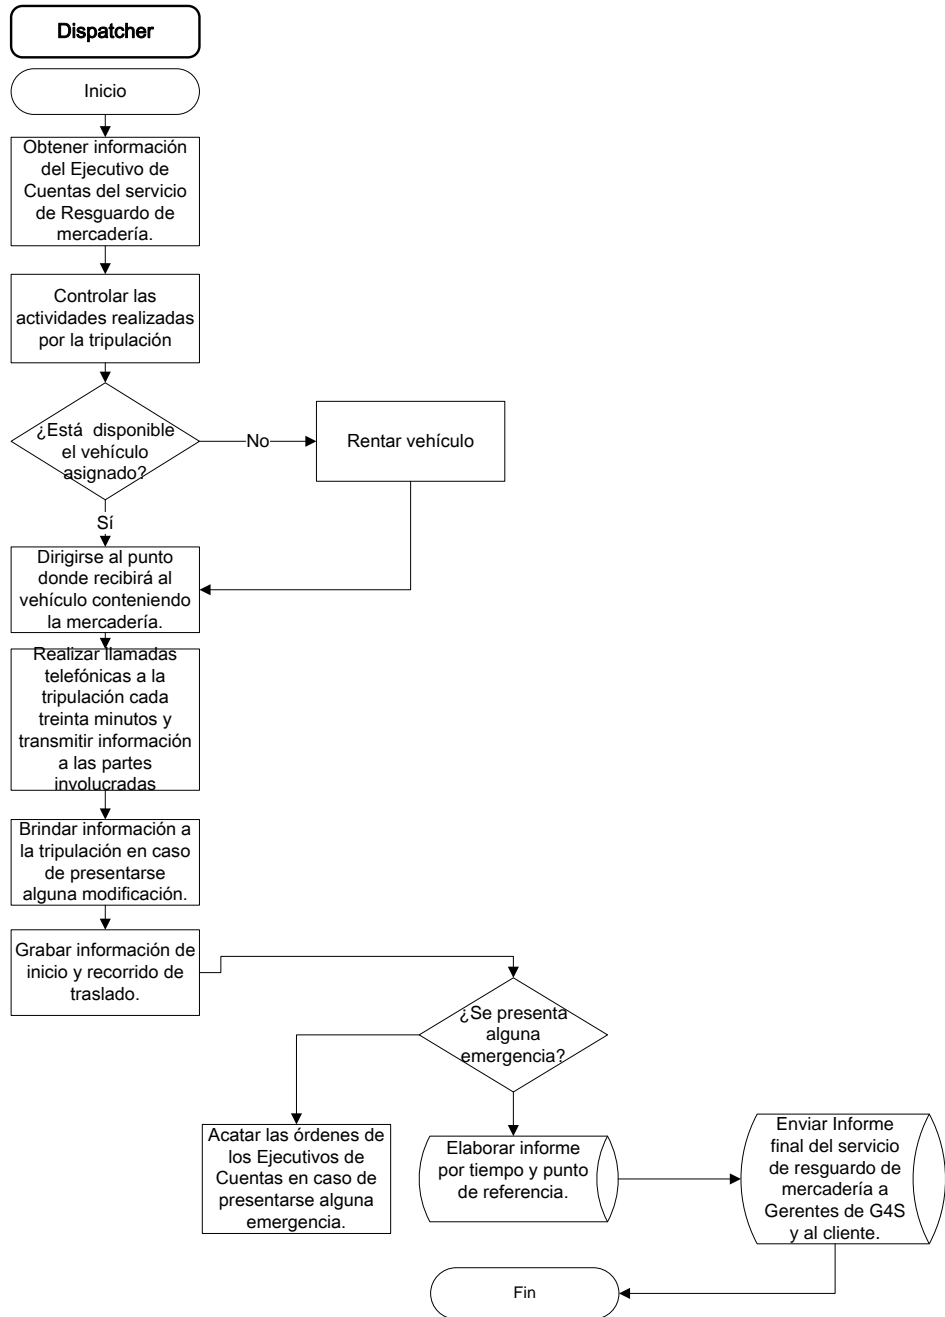 Dispatcher
Inicio
Obtener información
del Ejecutivo de
Cuentas del servicio
de Resguardo de
mercadería.
Controlar las
actividades realizadas
por la tripulación
¿Está  disponible
el vehículo
asignado?
No
Rentar vehículo
Sí
Dirigirse al punto
donde recibirá al
vehículo conteniendo
la mercadería.
Realizar llamadas
telefónicas a la
tripulación cada
treinta minutos y
transmitir información
a las partes
involucradas
Brindar información a
la tripulación en caso
de presentarse
alguna modificación.
Grabar información de
inicio y recorrido de
traslado.
¿Se presenta
alguna
emergencia?
Acatar las órdenes de
los Ejecutivos de
Cuentas en caso de
presentarse alguna
emergencia.
Elaborar informe
por tiempo y punto
de referencia.
Enviar Informe
final del servicio
de resguardo de
mercadería a
Gerentes de G4S
y al cliente.
Fin